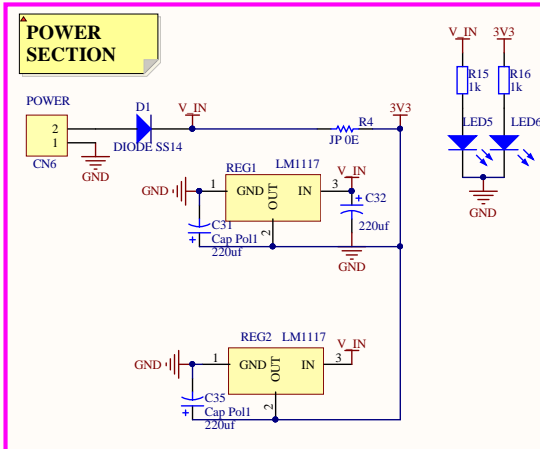 POWER
SECTION
POWER
2
1
CN6
GND
D1
DIODE SS14
V_IN
R4
JP 0E
3V3
V_IN
3V3
R15
1k
R16
1k
LED5
LED6
GND
REG1
LM1117
GND
1
GND
IN
OUT
3
2
V_IN
C31
Cap Pol1
220uf
C32
220uf
GND
REG2
LM1117
GND
1
GND
IN
OUT
3
2
V_IN
C35
Cap Pol1
220uf